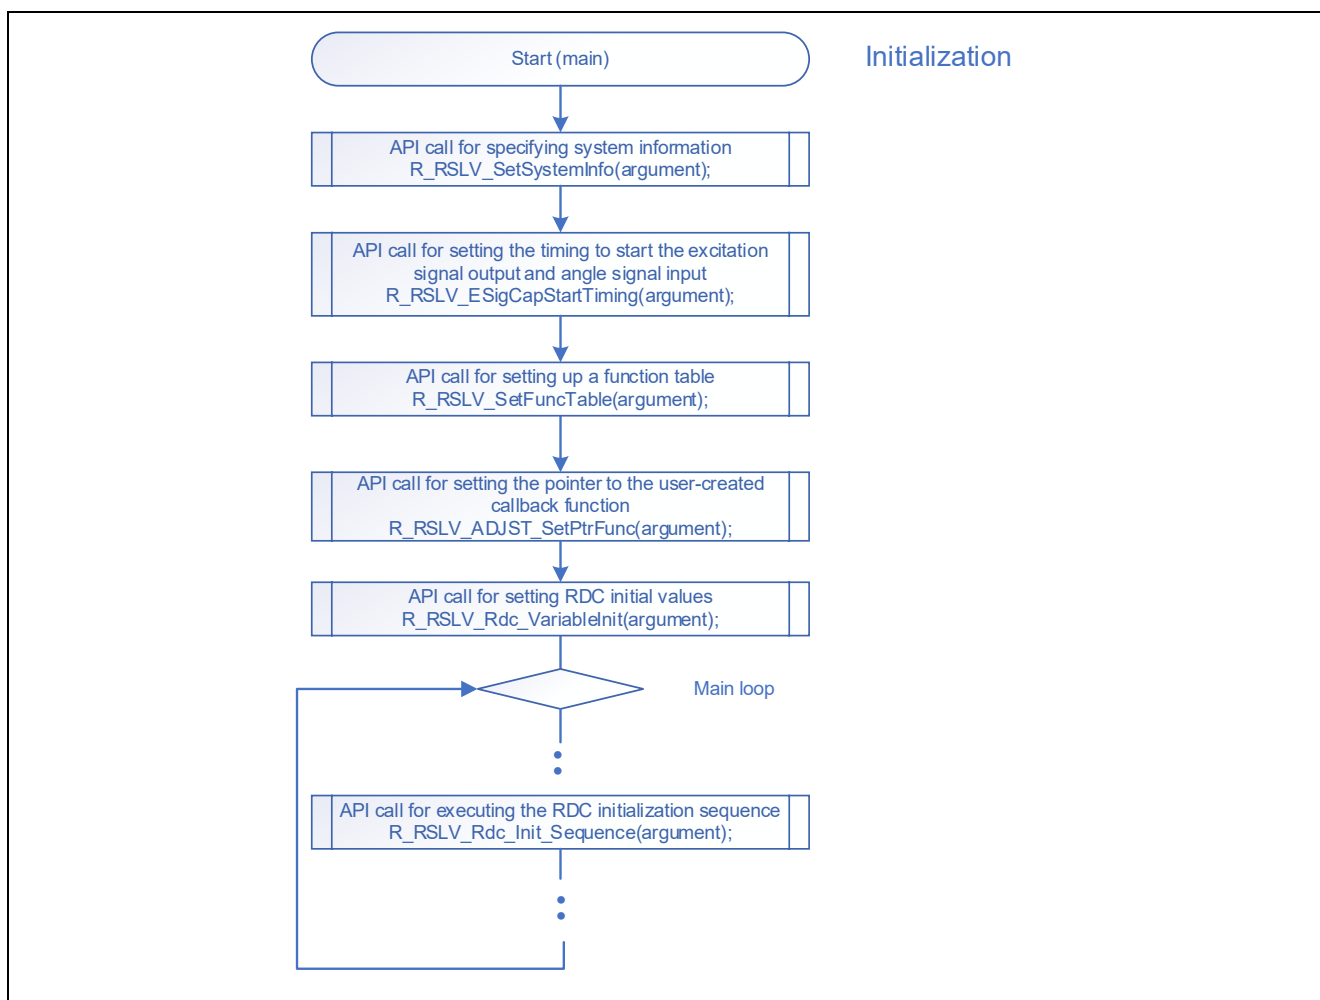 Start (main)
Initialization
API call for specifying system information
R_RSLV_SetSystemInfo(argument);
API call for setting the timing to start the excitation
signal output and angle signal input
R_RSLV_ESigCapStartTiming(argument);
API call for setting up a function table
R_RSLV_SetFuncTable(argument);
API call for setting the pointer to the user-created
callback function
R_RSLV_ADJST_SetPtrFunc(argument);
API call for setting RDC initial values
R_RSLV_Rdc_VariableInit(argument);
Main loop
API call for executing the RDC initialization sequence
R_RSLV_Rdc_Init_Sequence(argument);